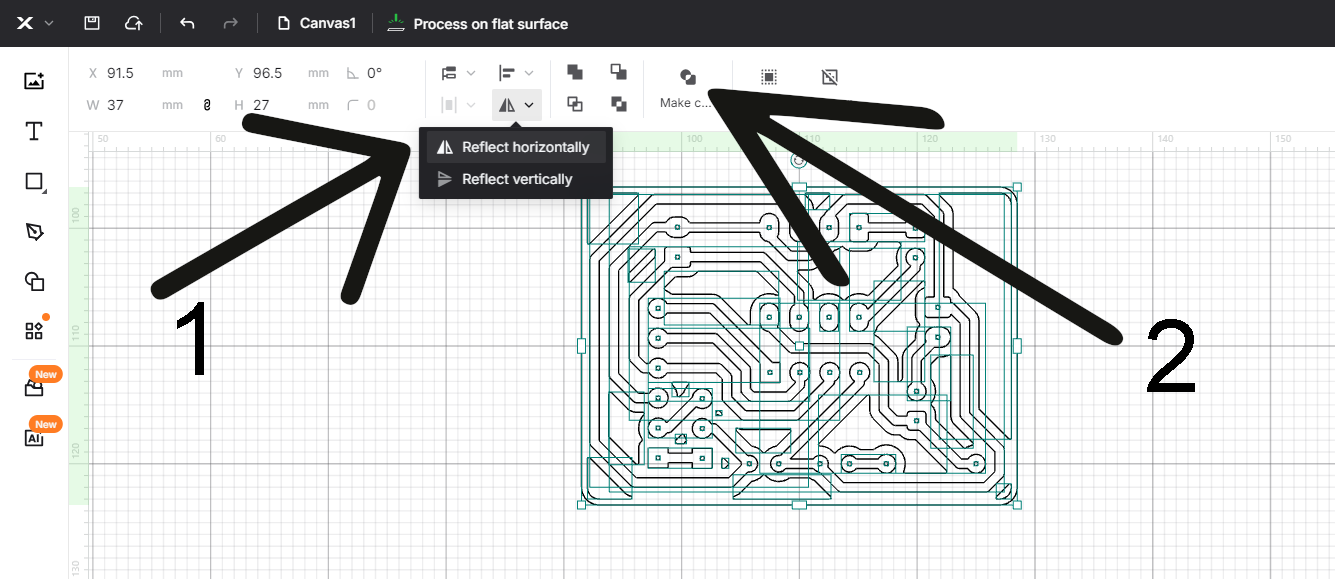 Canvas1
Process on flat surface
X 91.5 mm Y 96.5 mm 0°
W 37 mm H 27 mm 0
Make c...
50 60 100 110 120 130 140 150
Reflect horizontally
Reflect vertically
100
110
120
130
1
2
New
New
AI